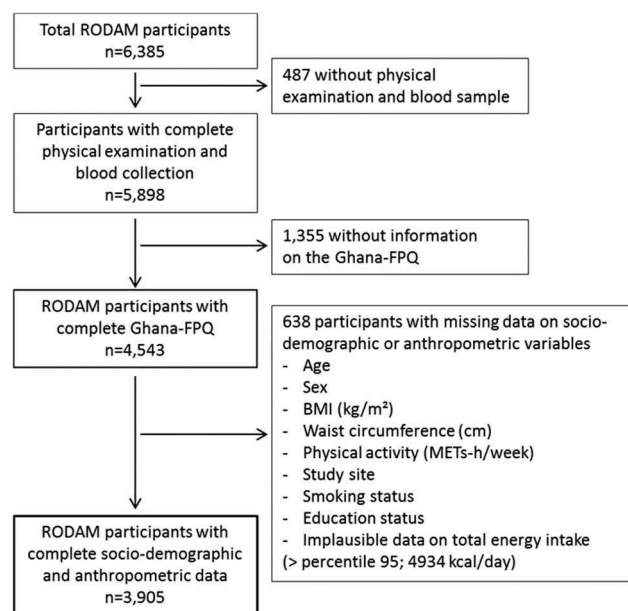 Total RODAM participants
n=6,385
487 without physical
examination and blood sample
Participants with complete
physical examination and
blood collection
n=5,898
1,355 without information
on the Ghana-FPQ
RODAM participants with
complete Ghana-FPQ
n=4,543
638 participants with missing data on socio-
demographic or anthropometric variables
- Age
- Sex
- BMI (kg/m²)
- Waist circumference (cm)
- Physical activity (METs-h/week)
- Study site
- Smoking status
- Education status
- Implausible data on total energy intake
(> percentile 95; 4934 kcal/day)
RODAM participants with
complete socio-demographic
and anthropometric data
n=3,905